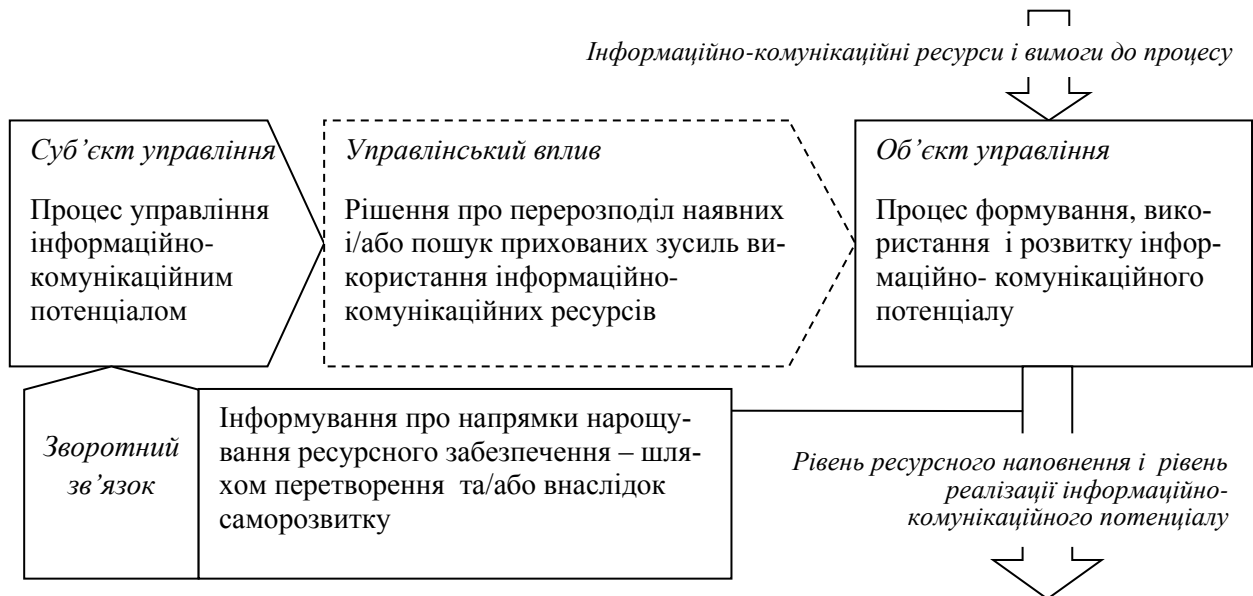 Інформаційно-комунікаційні ресурси і вимоги до процесу
Суб’єкт управління
Процес управління
інформаційно-
комунікаційним
потенціалом
Управлінський вплив
Рішення про перерозподіл наявних
і/або пошук прихованих зусиль ви-
користання інформаційно-
комунікаційних ресурсів
Об’єкт управління
Процес формування, вико-
ристання і розвитку інфор-
маційно- комунікаційного
потенціалу
Зворотний
зв’язок
Інформування про напрямки нарощу-
вання ресурсного забезпечення – шля-
хом перетворення та/або внаслідок
саморозвитку
Рівень ресурсного наповнення і рівень
реалізації інформаційно-
комунікаційного потенціалу